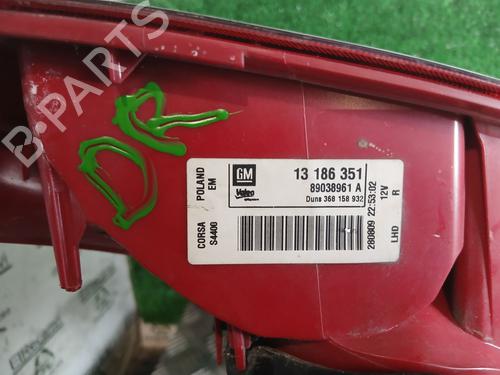 B-PARTS
DR
GM
13 186 351
Valeo
89038961 A
Duns 368 158 932
POLAND
EM
CORSA
S4400
280809 22:53:02
12V
R
LHD